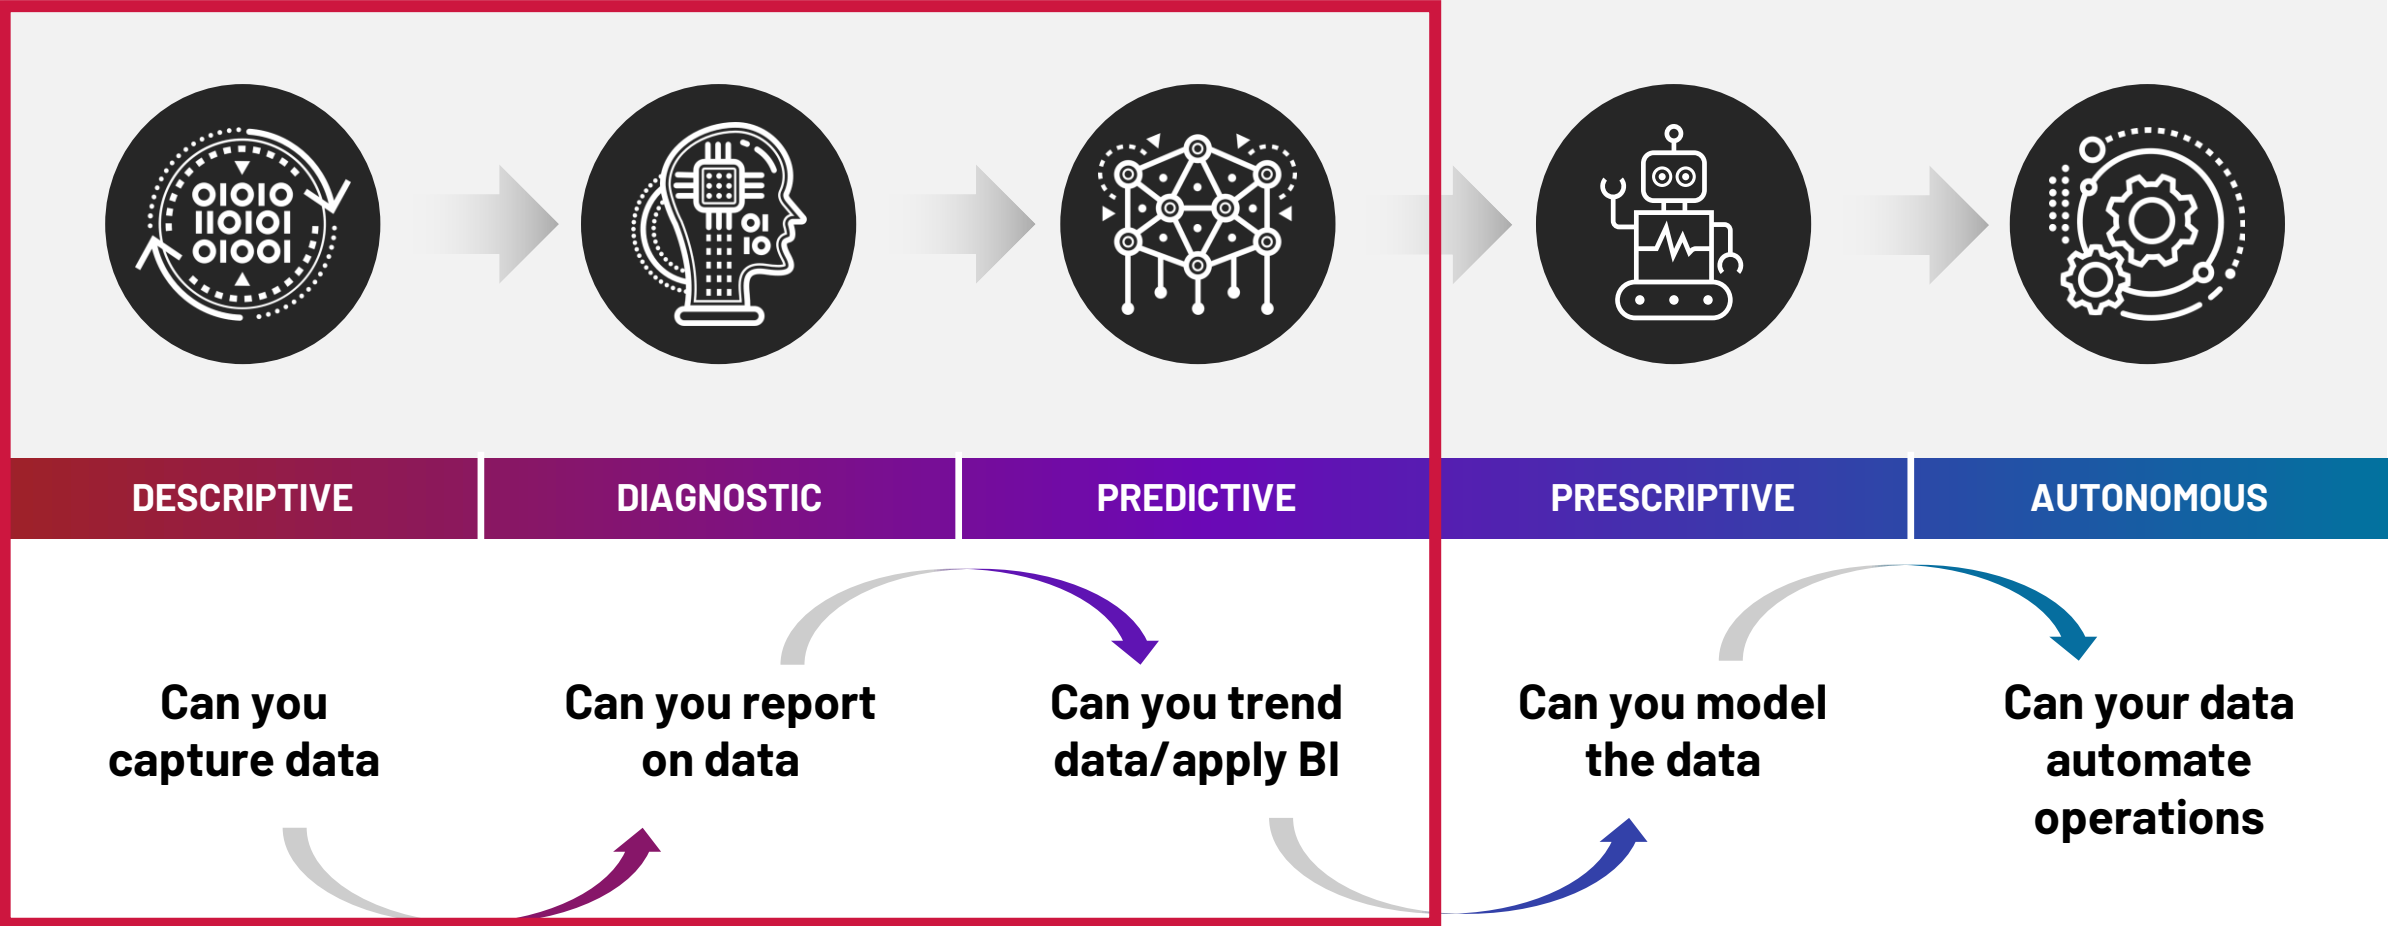 01010
110101
01001
01
10
DESCRIPTIVE
DIAGNOSTIC
PREDICTIVE
PRESCRIPTIVE
AUTONOMOUS
Can you
capture data
Can you report
on data
Can you trend
data/apply BI
Can you model
the data
Can your data
automate
operations